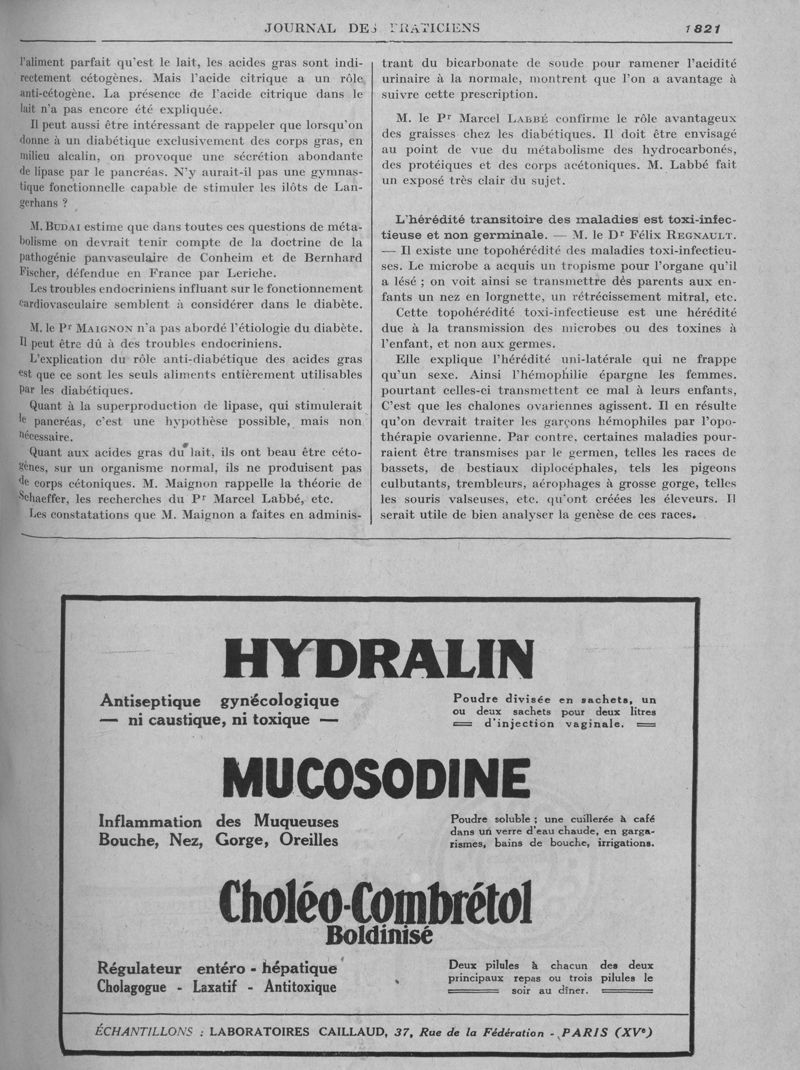 JOURNAL DES PRATICIENS 1821
l'aliment parfait qu'est le lait, les acides gras sont indi-
rectement cétogènes. Mais l'acide citrique a un rôle
anti-cétogène. La présence de l'acide citrique dans le
lait n'a pas encore été expliquée.
Il peut aussi être intéressant de rappeler que lorsqu'on
donne à un diabétique exclusivement des corps gras, en
milieu alcalin, on provoque une sécrétion abondante
de lipase par le pancréas. N'y aurait-il pas une gymnas-
tique fonctionnelle capable de stimuler les ilôts de Lan-
gerhans ?
M. BUDAI estime que dans toutes ces questions de méta-
bolisme on devrait tenir compte de la doctrine de la
pathogénie panvasculaire de Conheim et de Bernhard
Fischer, défendue en France par Leriche.
Les troubles endocriniens influant sur le fonctionnement
cardiovasculaire semblent à considérer dans le diabète.
M. le Pr MAIGNON n'a pas abordé l'étiologie du diabète.
Il peut être dû à des troubles endocriniens.
L'explication du rôle anti-diabétique des acides gras
est que ce sont les seuls aliments entièrement utilisables
par les diabétiques.
Quant à la superproduction de lipase, qui stimulerait
le pancréas, c'est une hypothèse possible, mais non
nécessaire.
Quant aux acides gras du lait, ils ont beau être céto-
gènes, sur un organisme normal, ils ne produisent pas
de corps cétoniques. M. Maignon rappelle la théorie de
Schaeffer, les recherches du Pr Marcel Labbé, etc.
Les constatations que M. Maignon a faites en adminis-
trant du bicarbonate de soude pour ramener l'acidité
urinaire à la normale, montrent que l'on a avantage à
suivre cette prescription.
M. le Pr Marcel LABBÉ confirme le rôle avantageux
des graisses chez les diabétiques. Il doit être envisagé
au point de vue du métabolisme des hydrocarbonés,
des protéiques et des corps acétoniques. M. Labbé fait
un exposé très clair du sujet.
L'hérédité transitoire des maladies est toxi-infec-
tieuse et non germinale. — M. le Dr Félix REGNAULT.
— Il existe une topohérédité des maladies toxi-infectieu-
ses. Le microbe a acquis un tropisme pour l'organe qu'il
a lésé ; on voit ainsi se transmettre dès parents aux en-
fants un nez en lorgnette, un rétrécissement mitral, etc.
Cette topohérédité toxi-infectieuse est une hérédité
due à la transmission des microbes ou des toxines à
l'enfant, et non aux germes.
Elle explique l'hérédité uni-latérale qui ne frappe
qu'un sexe. Ainsi l'hémophilie épargne les femmes.
pourtant celles-ci transmettent ce mal à leurs enfants,
C'est que les chalones ovariennes agissent. Il en résulte
qu'on devrait traiter les garçons hémophiles par l'opo-
thérapie ovarienne. Par contre, certaines maladies pour-
raient être transmises par le germen, telles les races de
bassets, de bestiaux diplocéphales, tels les pigeons
culbutants, trembleurs, aérophages à grosse gorge, telles
les souris valseuses, etc. qu'ont créées les éleveurs. Il
serait utile de bien analyser la genèse de ces races.
HYDRALIN
Antiseptique gynécologique
— ni caustique, ni toxique —
Poudre divisée en sachets, un
ou deux sachets pour deux litres
d'injection vaginale.
MUCOSODINE
Inflammation des Muqueuses
Bouche, Nez, Gorge, Oreilles
Poudre soluble ; une cuillerée à café
dans un verre d'eau chaude, en garga-
rismes, bains de bouche, irrigations.
Choléo-Combrétol
Boldinisé
Régulateur entéro - hépatique
Cholagogue - Laxatif - Antitoxique
Deux pilules à chacun des deux
principaux repas ou trois pilules le
soir au dîner.
ÉCHANTILLONS : LABORATOIRES CAILLAUD, 37, Rue de la Fédération - PARIS (XVe)